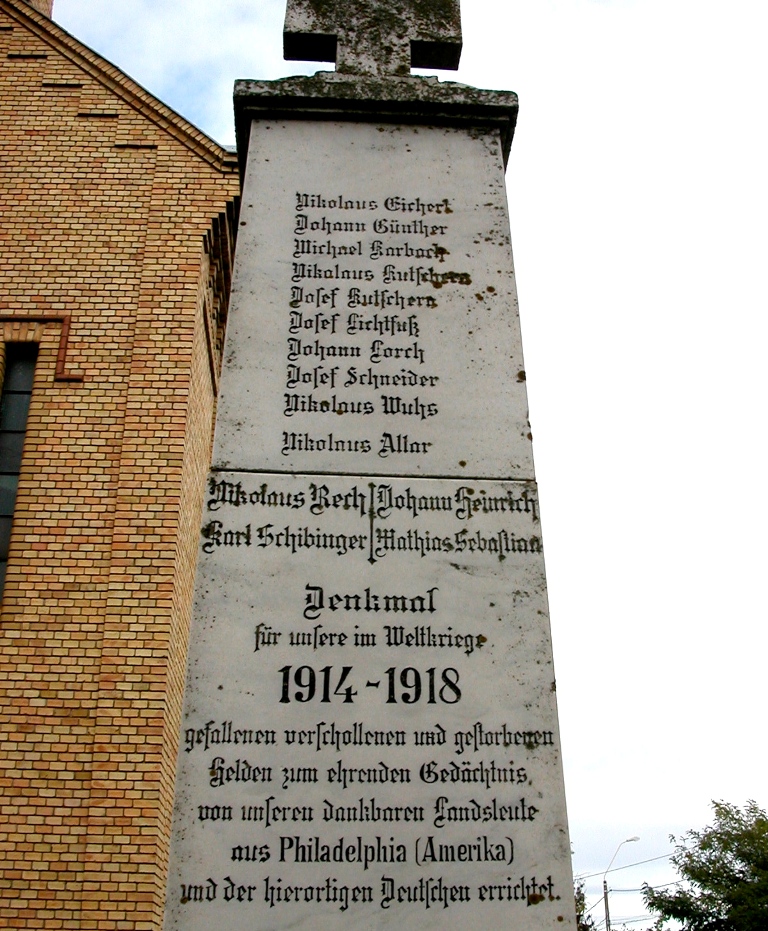 Nikolaus Eichert
Johann Günther
Michael Karbach
Nikolaus Kutschera
Josef Kutschera
Josef Lichtfuß
Johann Lorch
Josef Schneider
Nikolaus Wuhs
Nikolaus Allar
Nikolaus Rech Johann Heinrich
Karl Schibinger Mathias Sebastian
Denkmal
für unsere im Weltkriege
1914-1918
gefallenen verschollenen und gestorbenen
Helden zum ehrenden Gedächtnis,
von unseren dankbaren Landsleute
aus Philadelphia (Amerika)
und der hierortigen Deutschen errichtet.